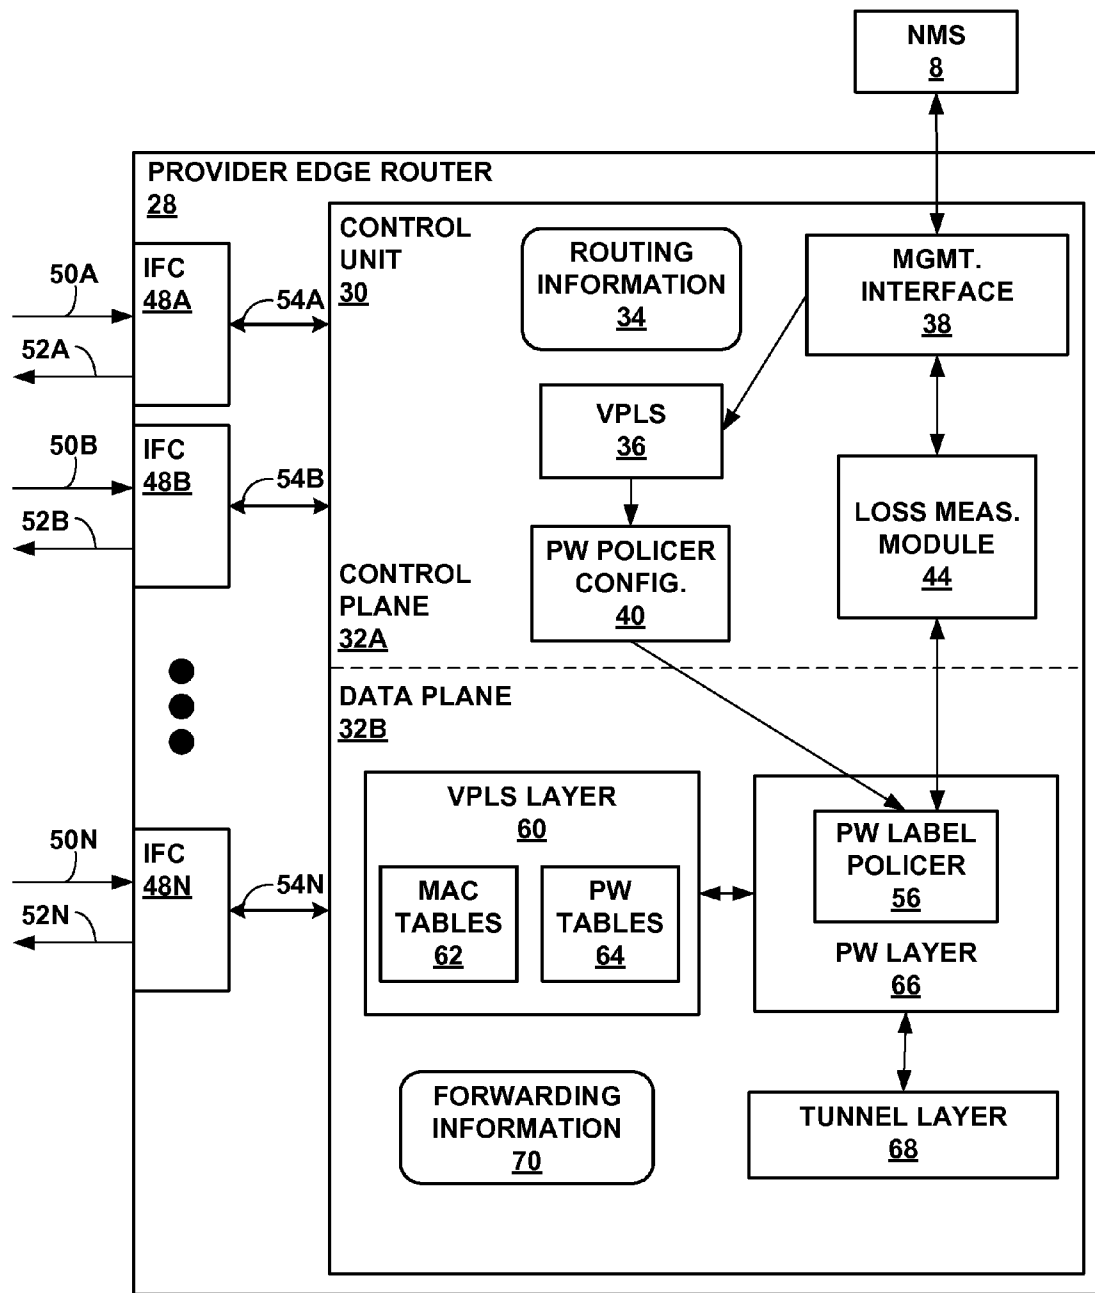 NMS
8
PROVIDER EDGE ROUTER
28
CONTROL
UNIT
30
ROUTING
INFORMATION
34
MGMT.
INTERFACE
38
IFC
48A
50A
52A
54A
VPLS
36
IFC
48B
50B
52B
54B
PW POLICER
CONFIG.
40
LOSS MEAS.
MODULE
44
CONTROL
PLANE
32A
DATA PLANE
32B
VPLS LAYER
60
MAC
TABLES
62
PW
TABLES
64
PW LABEL
POLICER
56
PW LAYER
66
IFC
48N
50N
52N
54N
FORWARDING
INFORMATION
70
TUNNEL LAYER
68